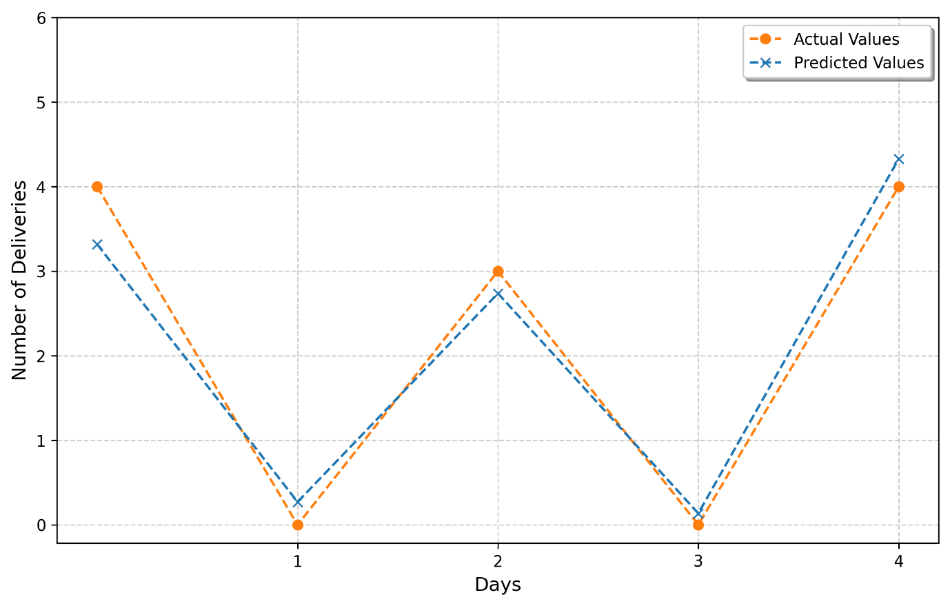 6
5
4
3
2
1
0
Number of Deliveries
Actual Values
Predicted Values
1
2
3
4
Days